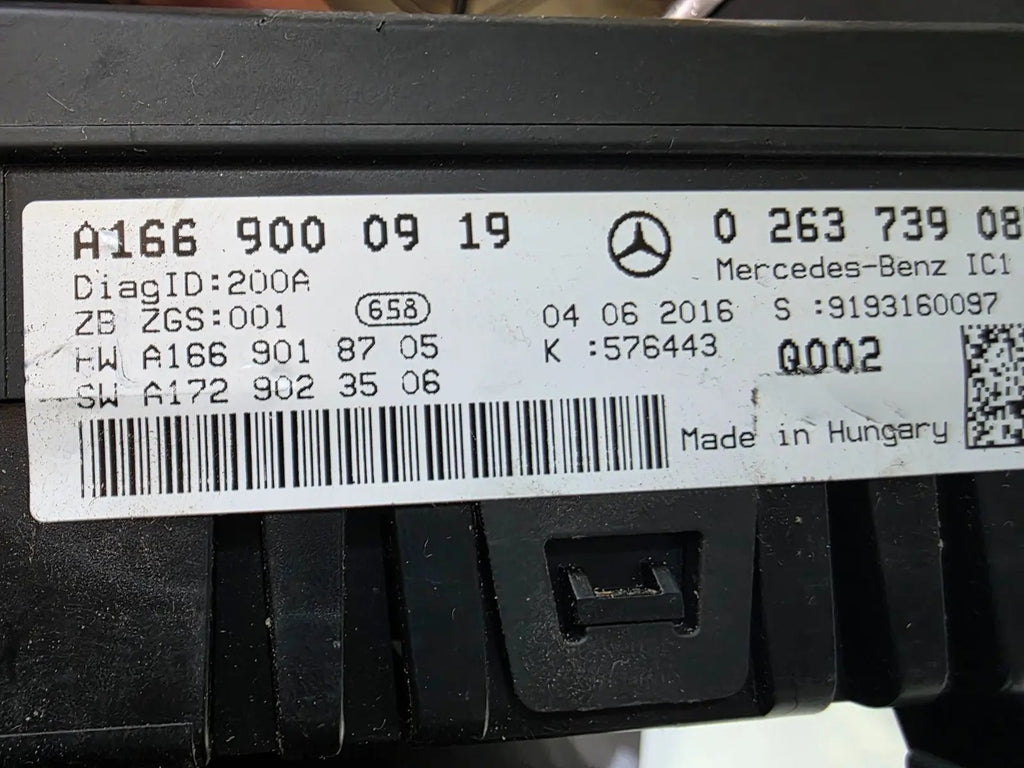 A166 900 09 19
0 263 739 08
DiagID:200A
Mercedes-Benz IC1
ZB ZGS:001
658
04 06 2016 S :9193160097
HW A166 901 87 05
K :576443
Q002
SW A172 902 35 06
Made in Hungary